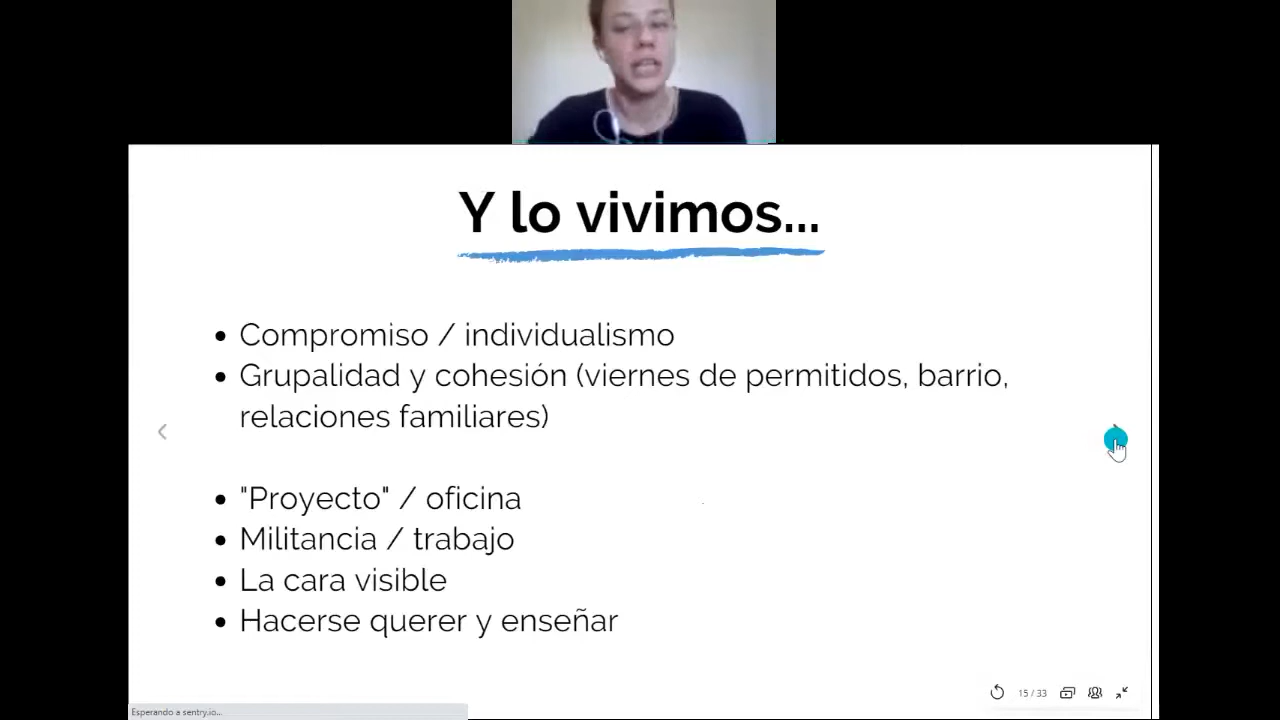 Y lo vivimos...
• Compromiso / individualismo
• Grupalidad y cohesión (viernes de permitidos, barrio,
relaciones familiares)
• "Proyecto" / oficina
• Militancia / trabajo
• La cara visible
• Hacerse querer y enseñar
15 / 33
Esperando a sentry.io...